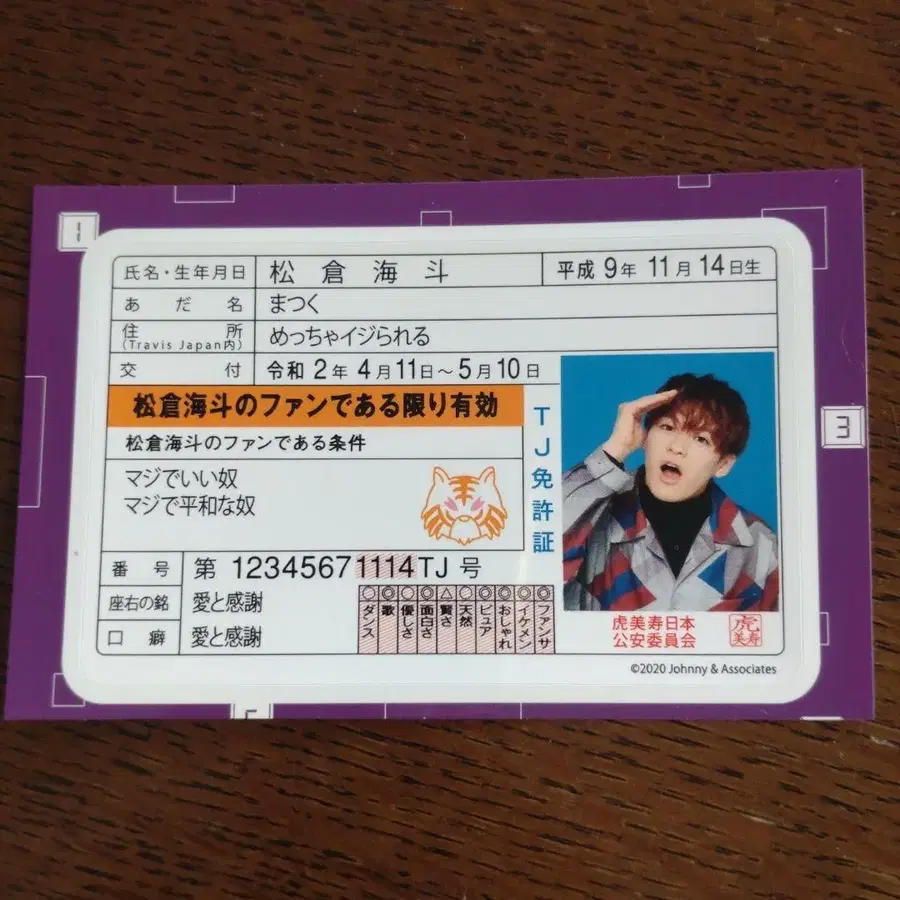 1
氏名・生年月日 松倉海斗 平成9年11月14日生
あだ名 まつく
住所 めっちゃイジられる
(Travis Japan内)
交付 令和2年4月11日～5月10日
松倉海斗のファンである限り有効
松倉海斗のファンである条件
マジでいい奴
マジで平和な奴
TJ免許証
3
番号 第 12345671114TJ 号
座右の銘 愛と感謝
口癖 愛と感謝
○ダンス
◎歌
◎優しさ
◎面白さ
△賢さ
○天然
◎ピュア
◎おしゃれ
○イケメン
◎ファンサ
虎美寿日本
公安委員会
虎
美寿
©2020 Johnny & Associates